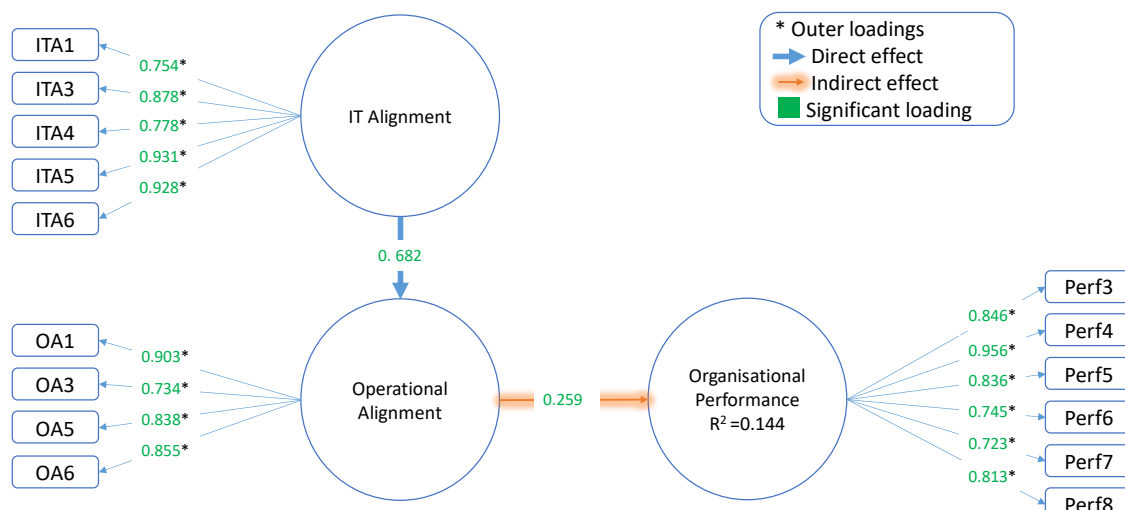 ITA1
ITA3
ITA4
ITA5
ITA6
0.754*
0.878*
0.778*
0.931*
0.928*
IT Alignment
* Outer loadings
Direct effect
Indirect effect
Significant loading
0. 682
OA1
OA3
OA5
OA6
0.903*
0.734*
0.838*
0.855*
Operational
Alignment
0.259
Organisational
Performance
R² =0.144
0.846*
0.956*
0.836*
0.745*
0.723*
0.813*
Perf3
Perf4
Perf5
Perf6
Perf7
Perf8